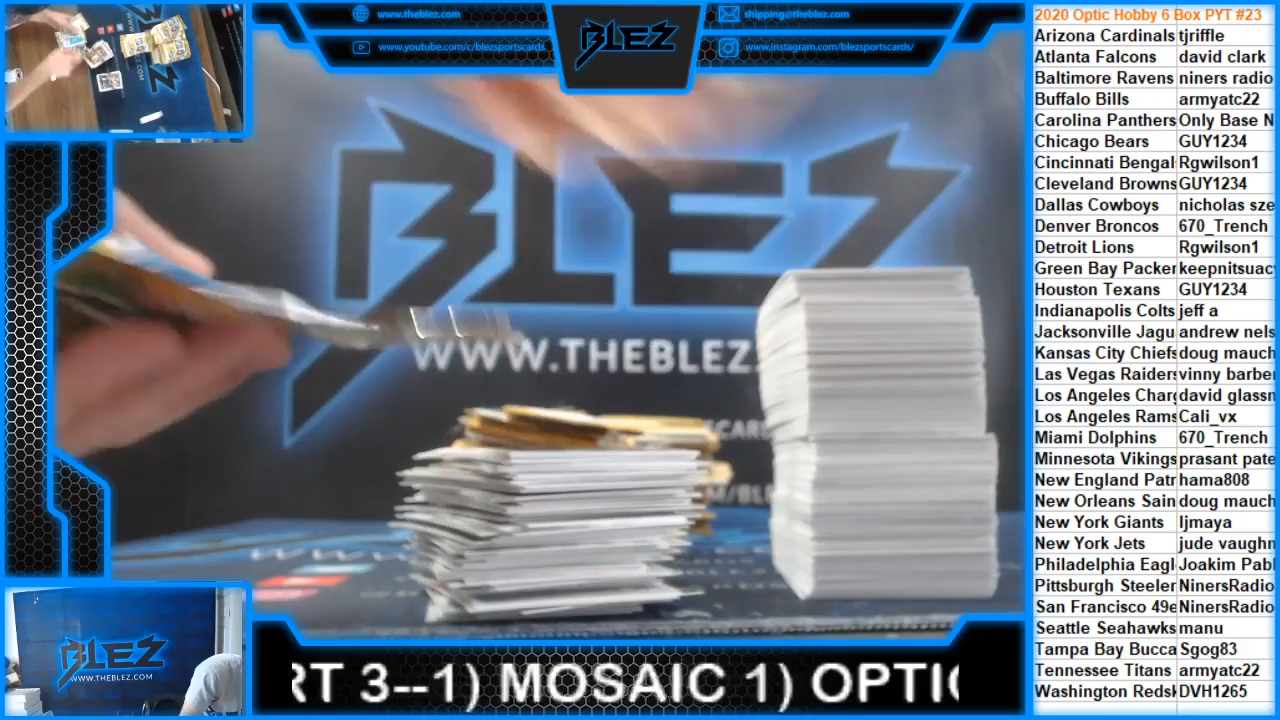 www.theblez.com
shipping@theblez.com
www.youtube.com/c/blezsportscards
www.instagram.com/blezsportscards/
BLEZ
BLEZ
WWW.THEBLEZ.
BLEZ
WWW.THEBLEZ.COM
RT 3--1) MOSAIC 1) OPTIC
2020 Optic Hobby 6 Box PYT #23
Arizona Cardinals tjriffle
Atlanta Falcons david clark
Baltimore Ravens niners radio
Buffalo Bills armyatc22
Carolina Panthers Only Base N
Chicago Bears GUY1234
Cincinnati Bengal Rgwilson1
Cleveland Browns GUY1234
Dallas Cowboys nicholas sze
Denver Broncos 670_Trench
Detroit Lions Rgwilson1
Green Bay Packer keepnitsuacy
Houston Texans GUY1234
Indianapolis Colts jeff a
Jacksonville Jagu andrew nels
Kansas City Chiefs doug mauch
Las Vegas Raiders vinny barber
Los Angeles Charg david glassn
Los Angeles Rams Cali_vx
Miami Dolphins 670_Trench
Minnesota Vikings prasant pate
New England Patr hama808
New Orleans Sain doug mauch
New York Giants ljmaya
New York Jets jude vaughn
Philadelphia Eagl Joakim Pabl
Pittsburgh Steeler NinersRadio
San Francisco 49e NinersRadio
Seattle Seahawks manu
Tampa Bay Bucca Sgog83
Tennessee Titans armyatc22
Washington Redsk DVH1265